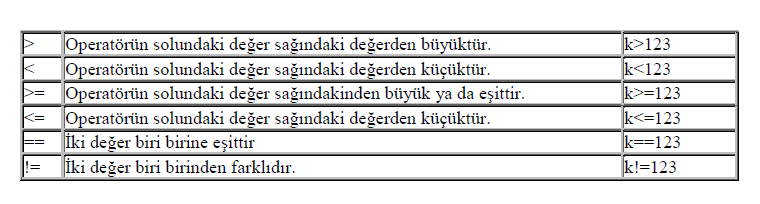 > Operatörün solundaki değer sağındaki değerden büyüktür. k>123
< Operatörün solundaki değer sağındaki değerden küçüktür. k<123
>= Operatörün solundaki değer sağındakinden büyük ya da eşittir. k>=123
<= Operatörün solundaki değer sağındaki değerden küçüktür. k<=123
== İki değer biri birine eşittir k==123
!= İki değer biri birinden farklıdır. k!=123